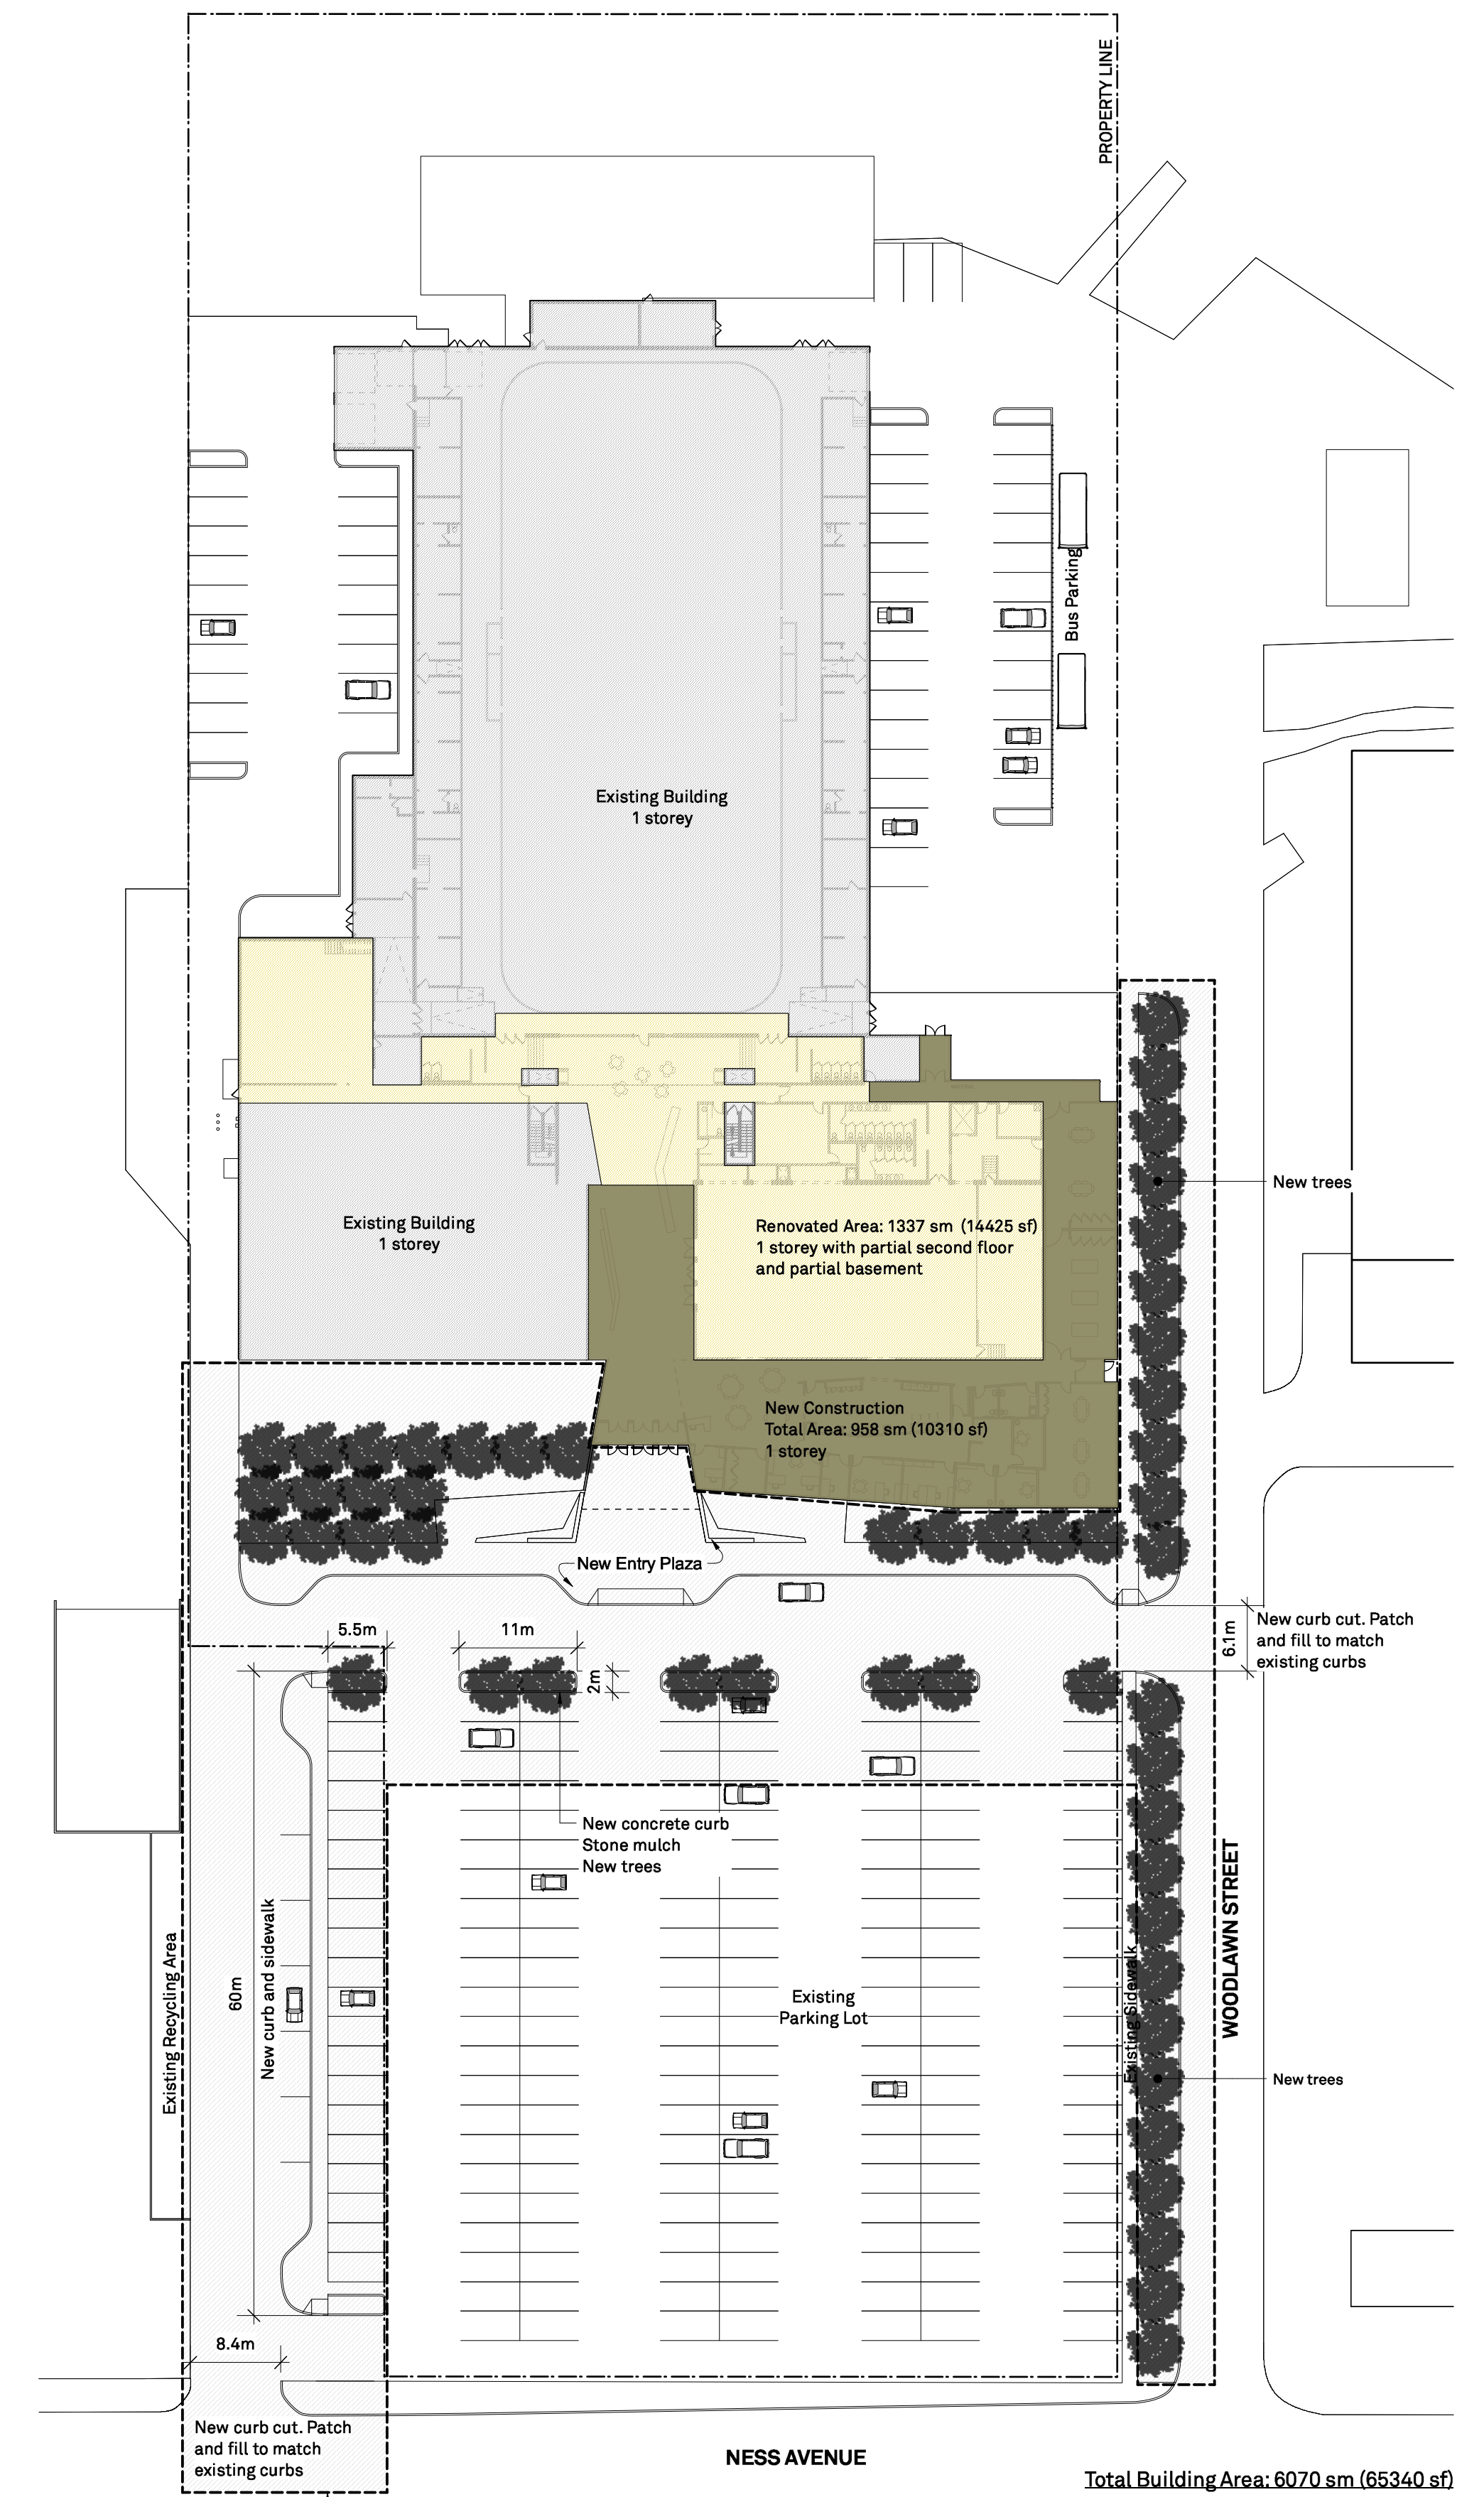 PROPERTY LINE
Bus Parking
Existing Building
1 storey
New trees
Existing Building
1 storey
Renovated Area: 1337 sm (14425 sf)
1 storey with partial second floor
and partial basement
New Construction
Total Area: 958 sm (10310 sf)
1 storey
New Entry Plaza
5.5m
11m
2m
6.1m
New curb cut. Patch
and fill to match
existing curbs
New concrete curb
Stone mulch
New trees
Existing Recycling Area
60m
New curb and sidewalk
Existing
Parking Lot
Existing Sidewalk
WOODLAWN STREET
New trees
8.4m
New curb cut. Patch
and fill to match
existing curbs
NESS AVENUE
Total Building Area: 6070 sm (65340 sf)